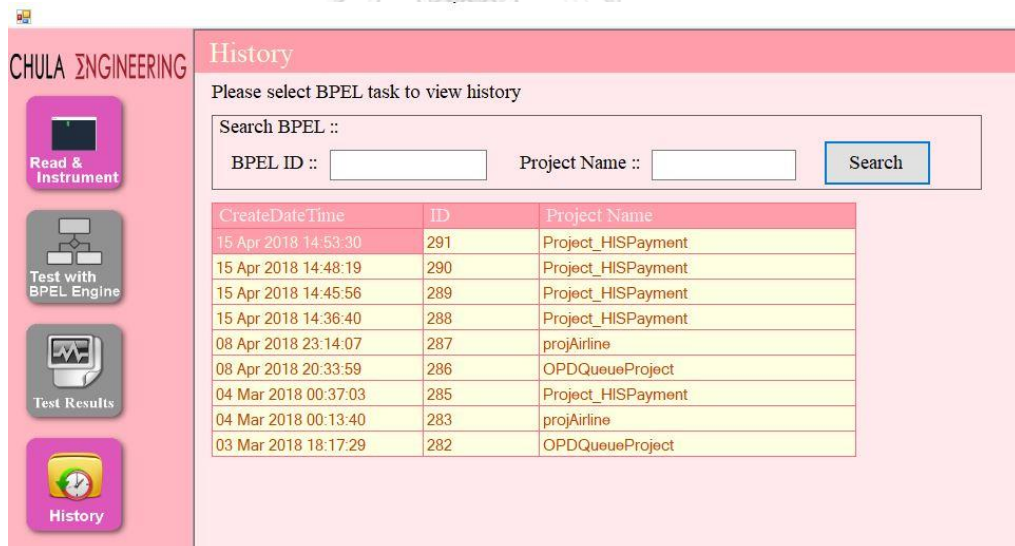 CHULA ΣNGINEERING
Read &
Instrument
Test with
BPEL Engine
Test Results
History
History
Please select BPEL task to view history
Search BPEL ::
BPEL ID :: Project Name :: Search
CreateDateTime ID Project Name
15 Apr 2018 14:53:30 291 Project_HISPayment
15 Apr 2018 14:48:19 290 Project_HISPayment
15 Apr 2018 14:45:56 289 Project_HISPayment
15 Apr 2018 14:36:40 288 Project_HISPayment
08 Apr 2018 23:14:07 287 projAirline
08 Apr 2018 20:33:59 286 OPDQueueProject
04 Mar 2018 00:37:03 285 Project_HISPayment
04 Mar 2018 00:13:40 283 projAirline
03 Mar 2018 18:17:29 282 OPDQueueProject